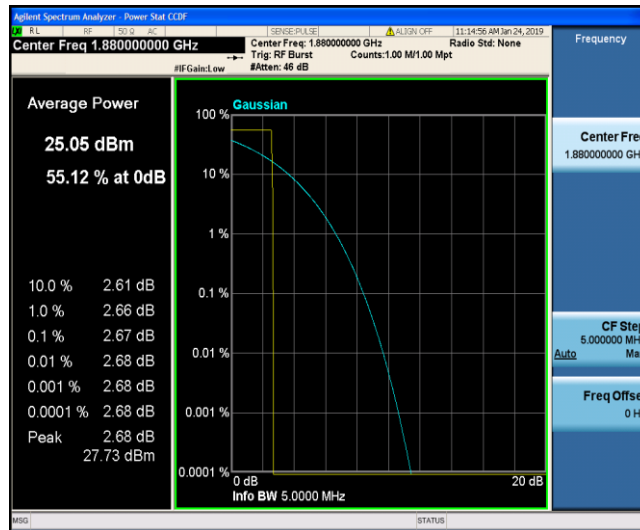 Agilent Spectrum Analyzer - Power Stat CCDF
RL RF 50 Ω AC SENSE:PULSE ALIGN OFF 11:14:56 AM Jan 24, 2019
Center Freq 1.880000000 GHz
Center Freq: 1.880000000 GHz Radio Std: None
Trig: RF Burst Counts:1.00 M/1.00 Mpt
#IFGain:Low #Atten: 46 dB
Frequency
Average Power
25.05 dBm
55.12 % at 0dB
10.0 % 2.61 dB
1.0 % 2.66 dB
0.1 % 2.67 dB
0.01 % 2.68 dB
0.001 % 2.68 dB
0.0001 % 2.68 dB
Peak 2.68 dB
27.73 dBm
Gaussian
100 %
10 %
1 %
0.1 %
0.01 %
0.001 %
0.0001 %
0 dB 20 dB
Info BW 5.0000 MHz
Center Fre
1.880000000 GH
CF Step
5.000000 MH
Auto Ma
Freq Offse
0 H
MSG STATUS